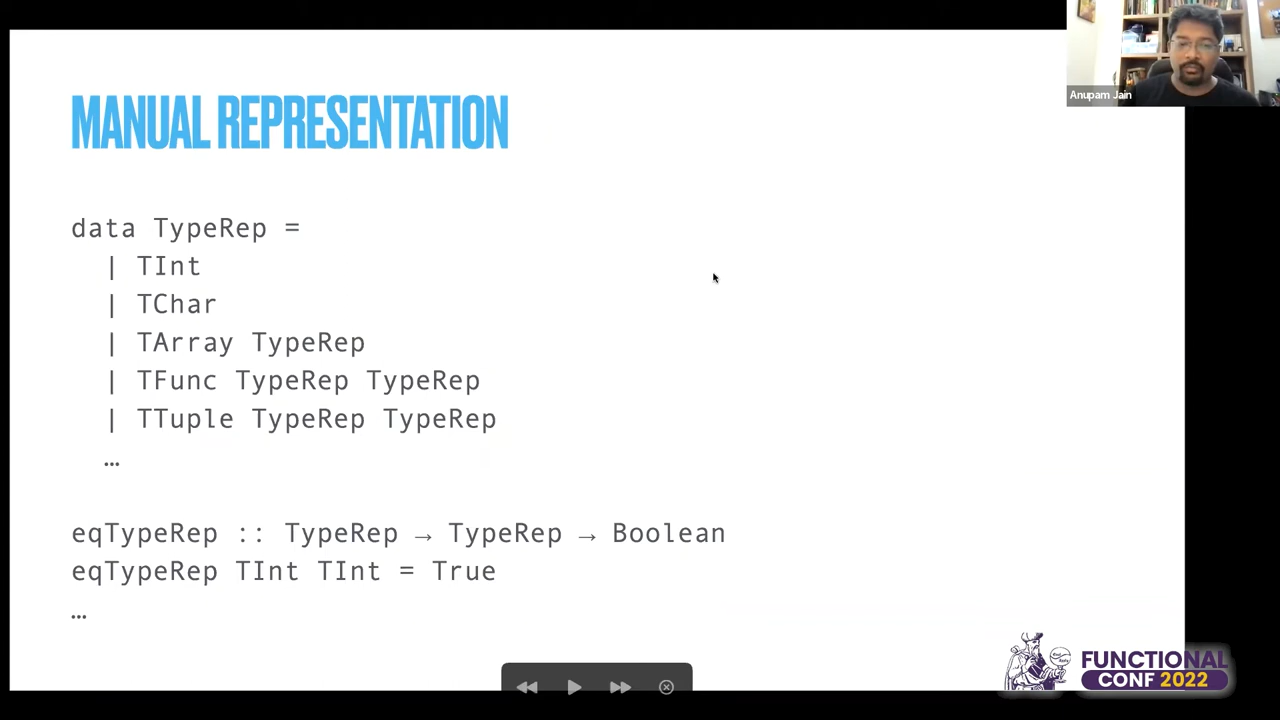 MANUAL REPRESENTATION
data TypeRep =
| TInt
| TChar
| TArray TypeRep
| TFunc TypeRep TypeRep
| TTuple TypeRep TypeRep
…
eqTypeRep :: TypeRep → TypeRep → Boolean
eqTypeRep TInt TInt = True
…
Anupam Jain
FUNCTIONAL
CONF 2022